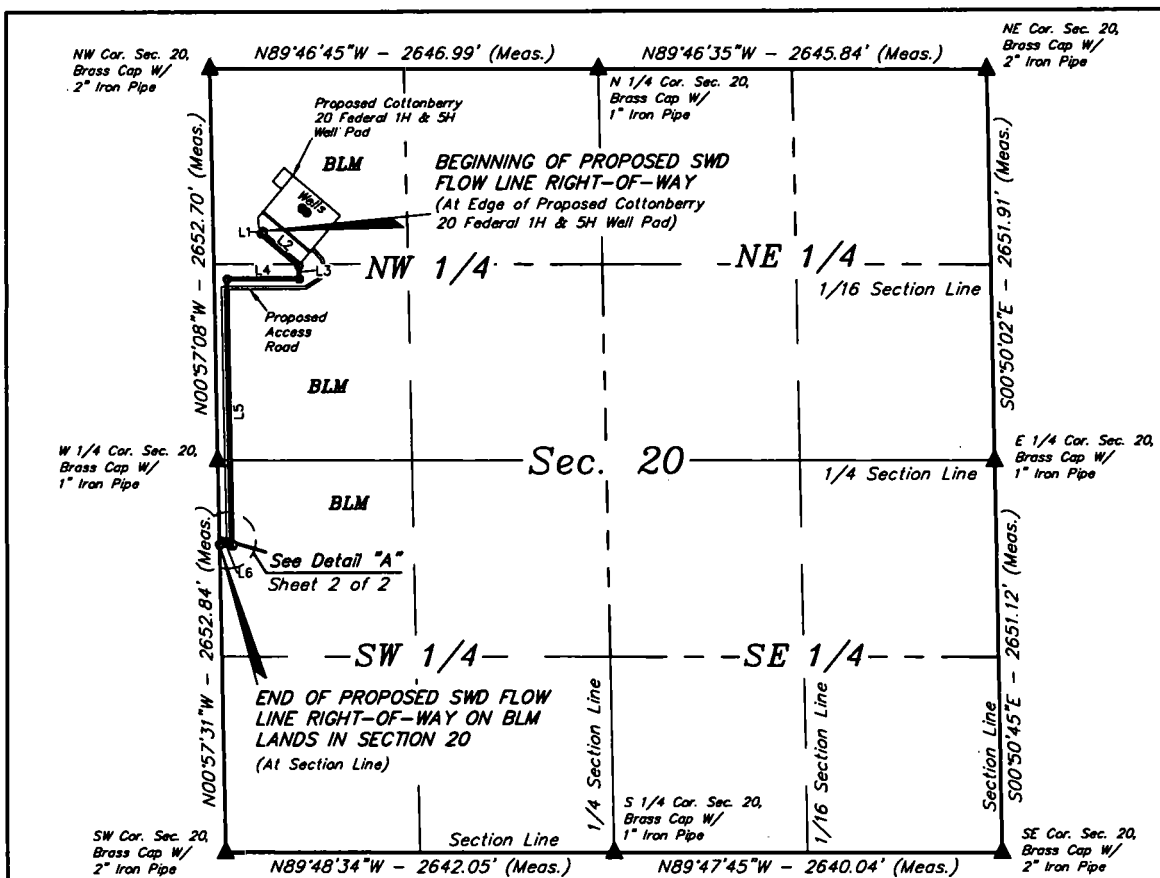 N89°46'45"W - 2646.99' (Meas.)
N89°46'35"W - 2645.84' (Meas.)
NW Cor. Sec. 20,
Brass Cap W/
2" Iron Pipe
NE Cor. Sec. 20,
Brass Cap W/
2" Iron Pipe
N 1/4 Cor. Sec. 20,
Brass Cap W/
1" Iron Pipe
Proposed Cottonberry
20 Federal 1H & 5H
Well Pad
BLM
BEGINNING OF PROPOSED SWD
FLOW LINE RIGHT-OF-WAY
(At Edge of Proposed Cottonberry
20 Federal 1H & 5H Well Pad)
Wells
L1
L2
L3
L4
NW 1/4
NE 1/4
1/16 Section Line
N00°57'08"W - 2652.70' (Meas.)
S00°50'02"E - 2651.91' (Meas.)
Proposed
Access
Road
BLM
L5
W 1/4 Cor. Sec. 20,
Brass Cap W/
1" Iron Pipe
Sec. 20
1/4 Section Line
E 1/4 Cor. Sec. 20,
Brass Cap W/
1" Iron Pipe
BLM
See Detail "A"
Sheet 2 of 2
L6
N00°57'31"W - 2652.84' (Meas.)
S00°50'45"E - 2651.12' (Meas.)
SW 1/4
SE 1/4
END OF PROPOSED SWD FLOW
LINE RIGHT-OF-WAY ON BLM
LANDS IN SECTION 20
(At Section Line)
1/4 Section Line
1/16 Section Line
Section Line
S 1/4 Cor. Sec. 20,
Brass Cap W/
1" Iron Pipe
SW Cor. Sec. 20,
Brass Cap W/
2" Iron Pipe
Section Line
SE Cor. Sec. 20,
Brass Cap W/
2" Iron Pipe
N89°48'34"W - 2642.05' (Meas.)
N89°47'45"W - 2640.04' (Meas.)